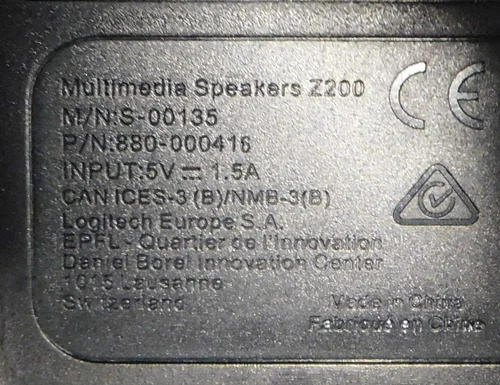 Multimedia Speakers Z200
M/N:S-00135
P/N:880-000416
INPUT:5V⎓1.5A
CAN ICES-3 (B)/NMB-3(B)
Logitech Europe S.A.
EPFL - Quartier de l'Innovation
Daniel Borel Innovation Center
1015 Lausanne
Switzerland
Made in China
Fabriqué en Chine
CE